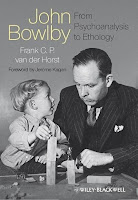 John Bowlby
From Psychoanalysis
to Ethology
Frank C. P.
van der Horst
Foreword by Jerome Kagan
WILEY-BLACKWELL